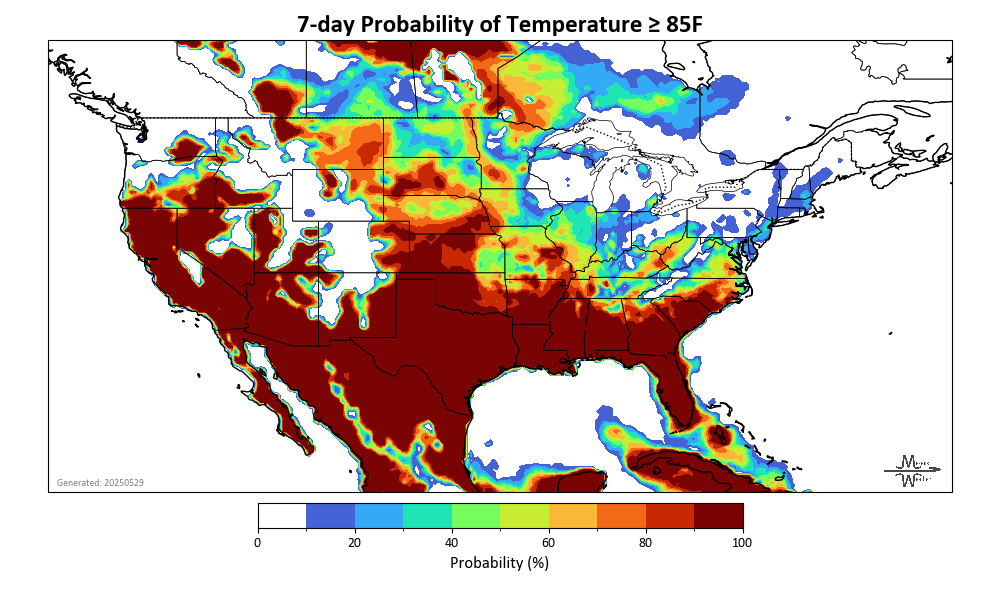 7-day Probability of Temperature ≥ 85F
Generated: 20250529
0 20 40 60 80 100
Probability (%)